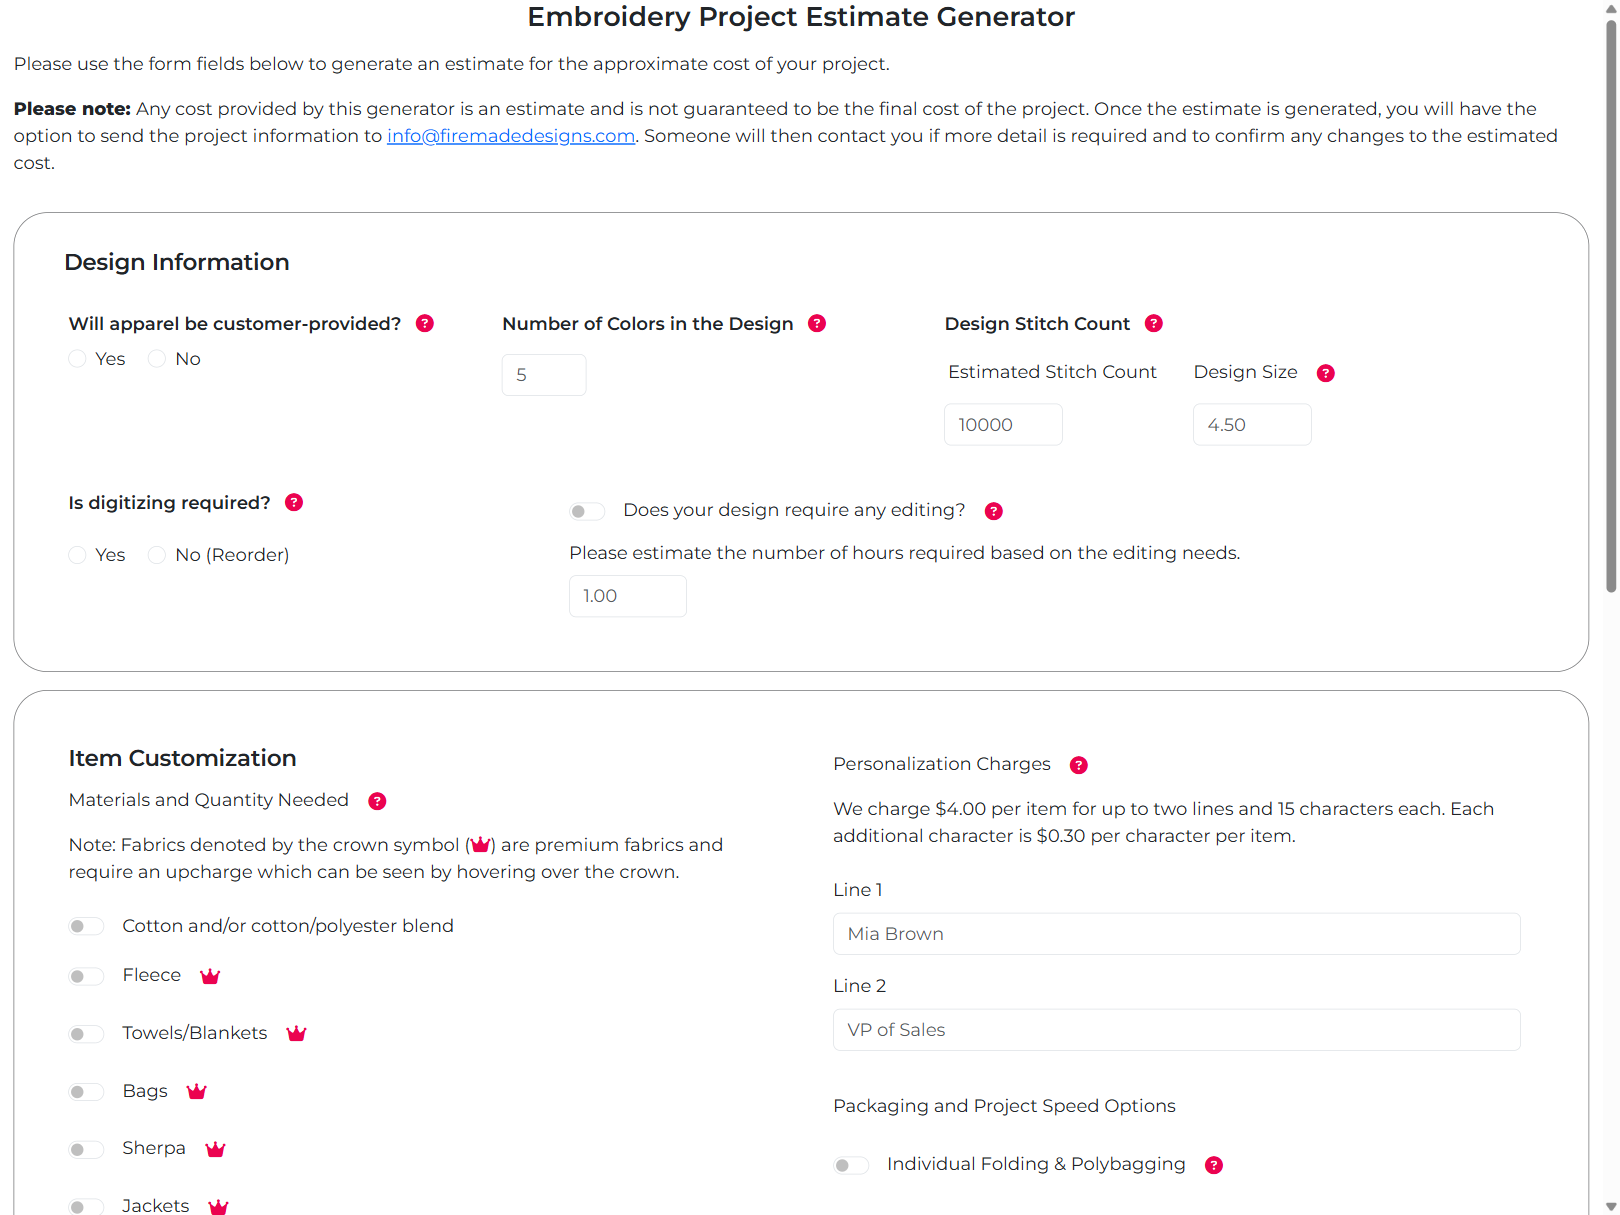 Embroidery Project Estimate Generator
Please use the form fields below to generate an estimate for the approximate cost of your project.
Please note: Any cost provided by this generator is an estimate and is not guaranteed to be the final cost of the project. Once the estimate is generated, you will have the
option to send the project information to info@firemadedesigns.com. Someone will then contact you if more detail is required and to confirm any changes to the estimated
cost.
Design Information
Will apparel be customer-provided? ?
Yes No
Number of Colors in the Design ?
5
Design Stitch Count ?
Estimated Stitch Count Design Size ?
10000 4.50
Is digitizing required? ?
Yes No (Reorder)
Does your design require any editing? ?
Please estimate the number of hours required based on the editing needs.
1.00
Item Customization
Materials and Quantity Needed ?
Note: Fabrics denoted by the crown symbol () are premium fabrics and
require an upcharge which can be seen by hovering over the crown.
Cotton and/or cotton/polyester blend
Fleece
Towels/Blankets
Bags
Sherpa
Jackets
Personalization Charges ?
We charge $4.00 per item for up to two lines and 15 characters each. Each
additional character is $0.30 per character per item.
Line 1
Mia Brown
Line 2
VP of Sales
Packaging and Project Speed Options
Individual Folding & Polybagging ?